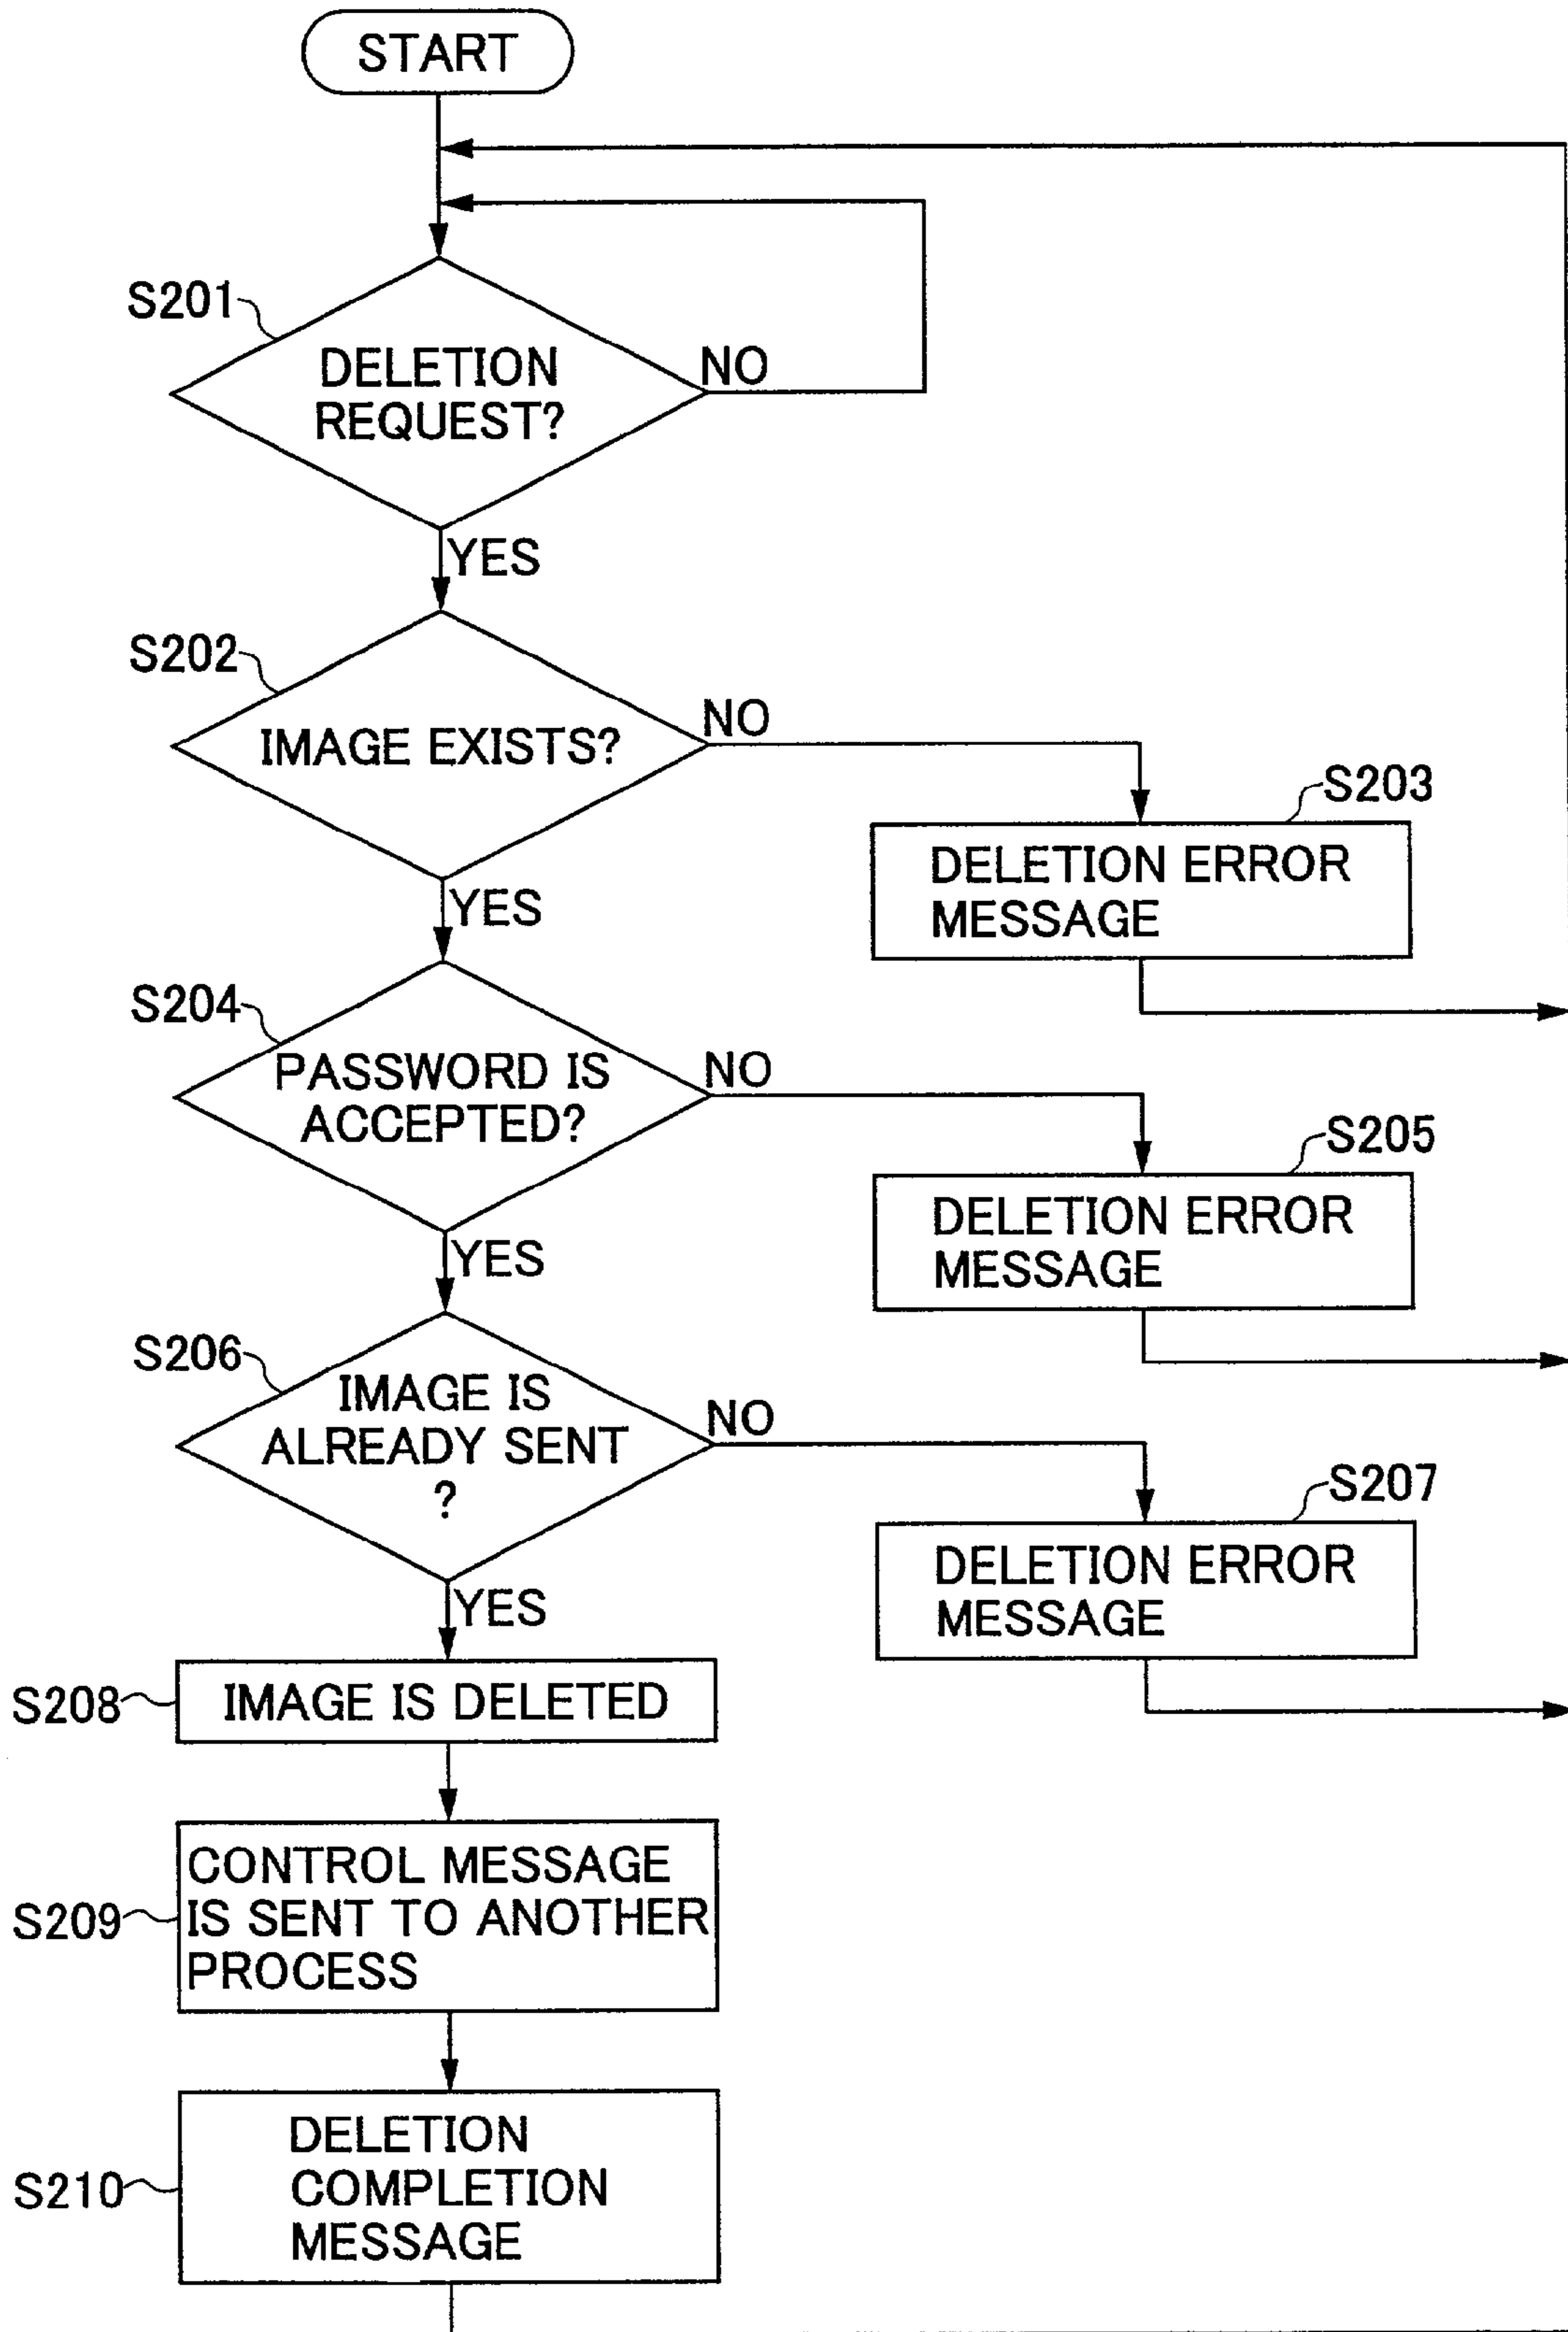 START
S201
DELETION
REQUEST?
NO
YES
S202
IMAGE EXISTS?
NO
S203
DELETION ERROR
MESSAGE
YES
S204
PASSWORD IS
ACCEPTED?
NO
S205
DELETION ERROR
MESSAGE
YES
S206
IMAGE IS
ALREADY SENT
?
NO
S207
DELETION ERROR
MESSAGE
YES
S208
IMAGE IS DELETED
S209
CONTROL MESSAGE
IS SENT TO ANOTHER
PROCESS
S210
DELETION
COMPLETION
MESSAGE